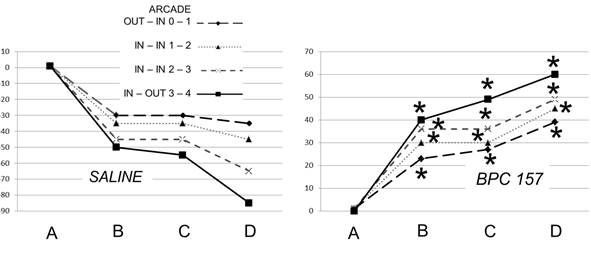 ARCADE
OUT – IN 0 – 1
IN – IN 1 – 2
IN – IN 2 – 3
IN – OUT 3 – 4
10
0
-10
-20
-30
-40
-50
-60
-70
-80
-90
SALINE
A B C D
70
60
50
40
30
20
10
0
* * * * * * * * * * * *
BPC 157
A B C D